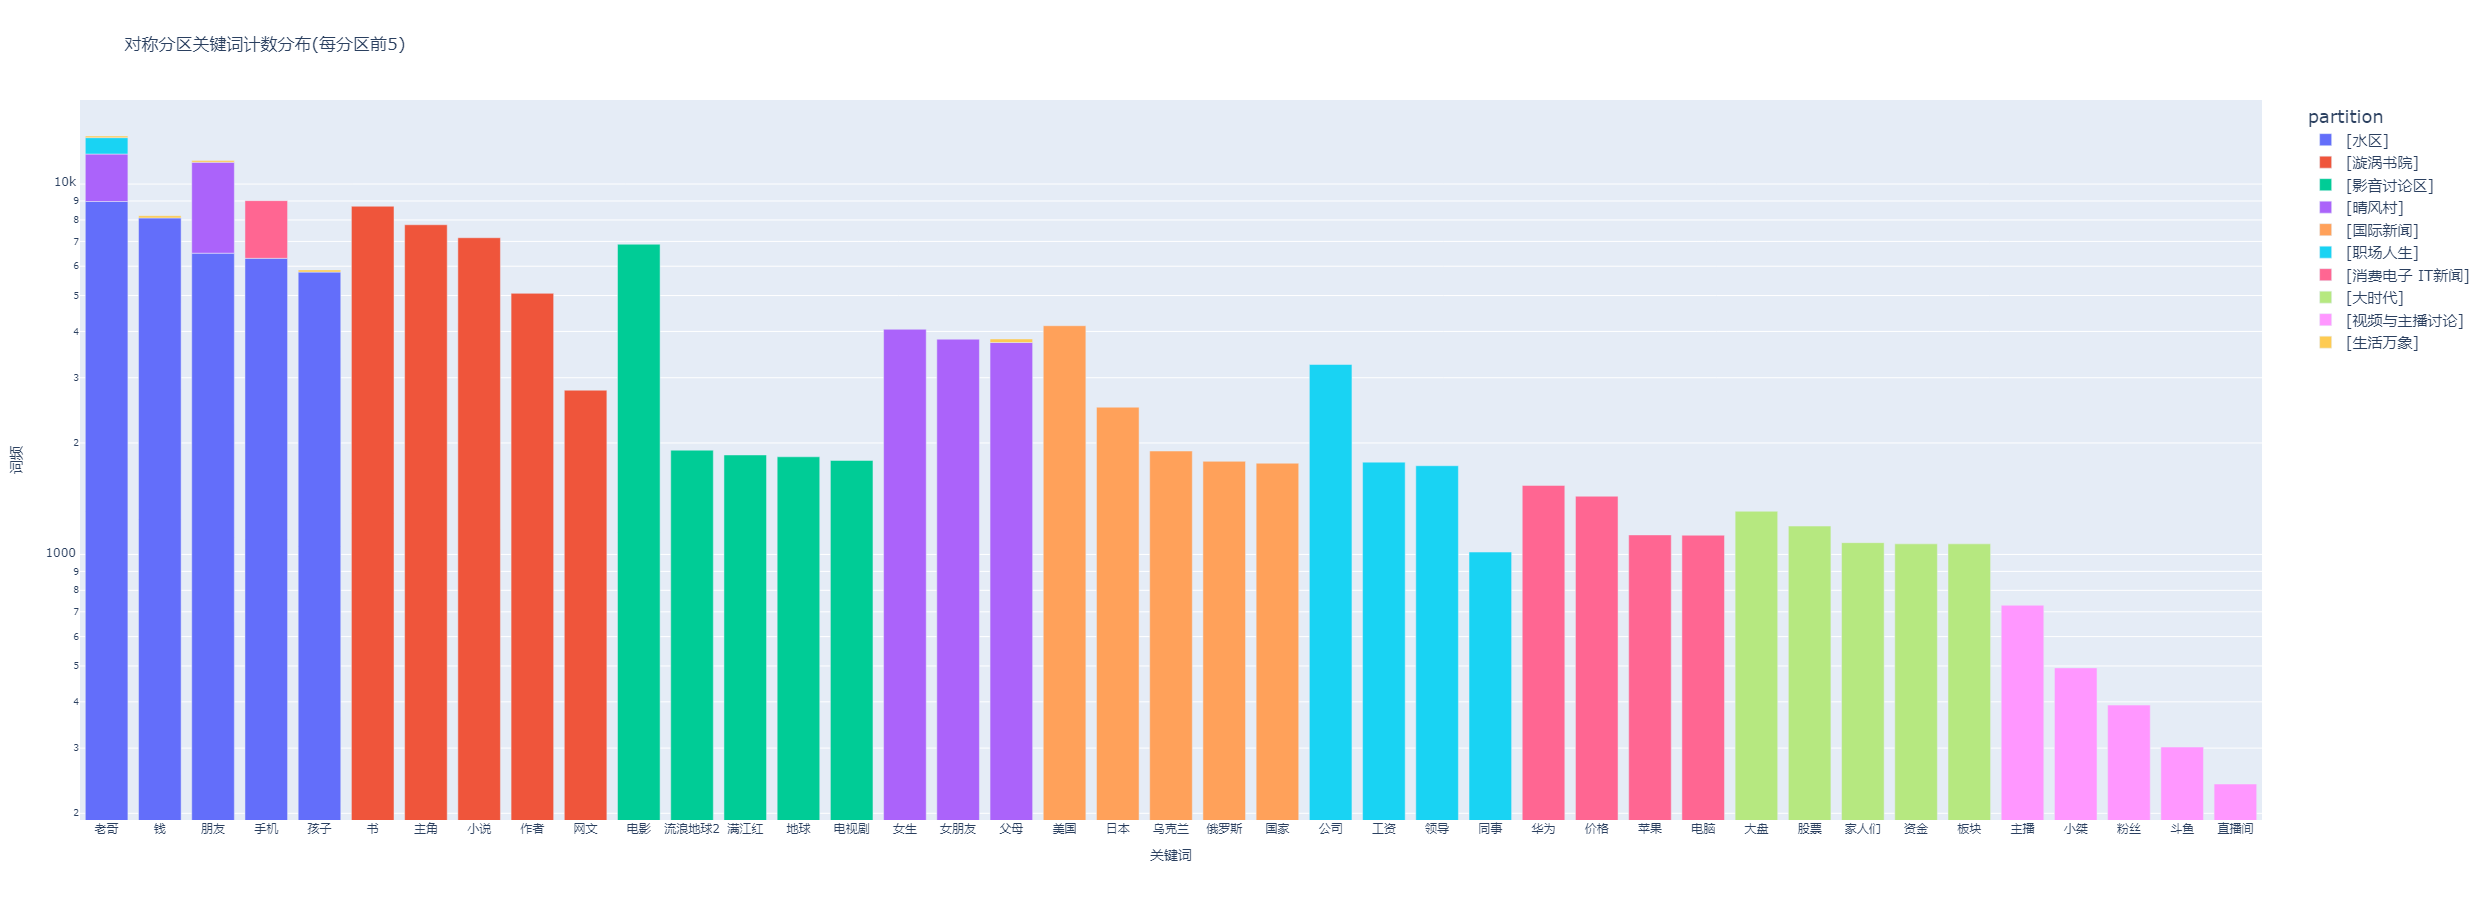 对称分区关键词计数分布(每分区前5)
partition
[水区]
[漩涡书院]
[影音讨论区]
[晴风村]
[国际新闻]
[职场人生]
[消费电子 IT新闻]
[大时代]
[视频与主播讨论]
[生活万象]
词频
10k
9
8
7
6
5
4
3
2
1000
9
8
7
6
5
4
3
2
老哥 钱 朋友 手机 孩子 书 主角 小说 作者 网文 电影 流浪地球2 满江红 地球 电视剧 女生 女朋友 父母 美国 日本 乌克兰 俄罗斯 国家 公司 工资 领导 同事 华为 价格 苹果 电脑 大盘 股票 家人们 资金 板块 主播 小桀 粉丝 斗鱼 直播间
关键词